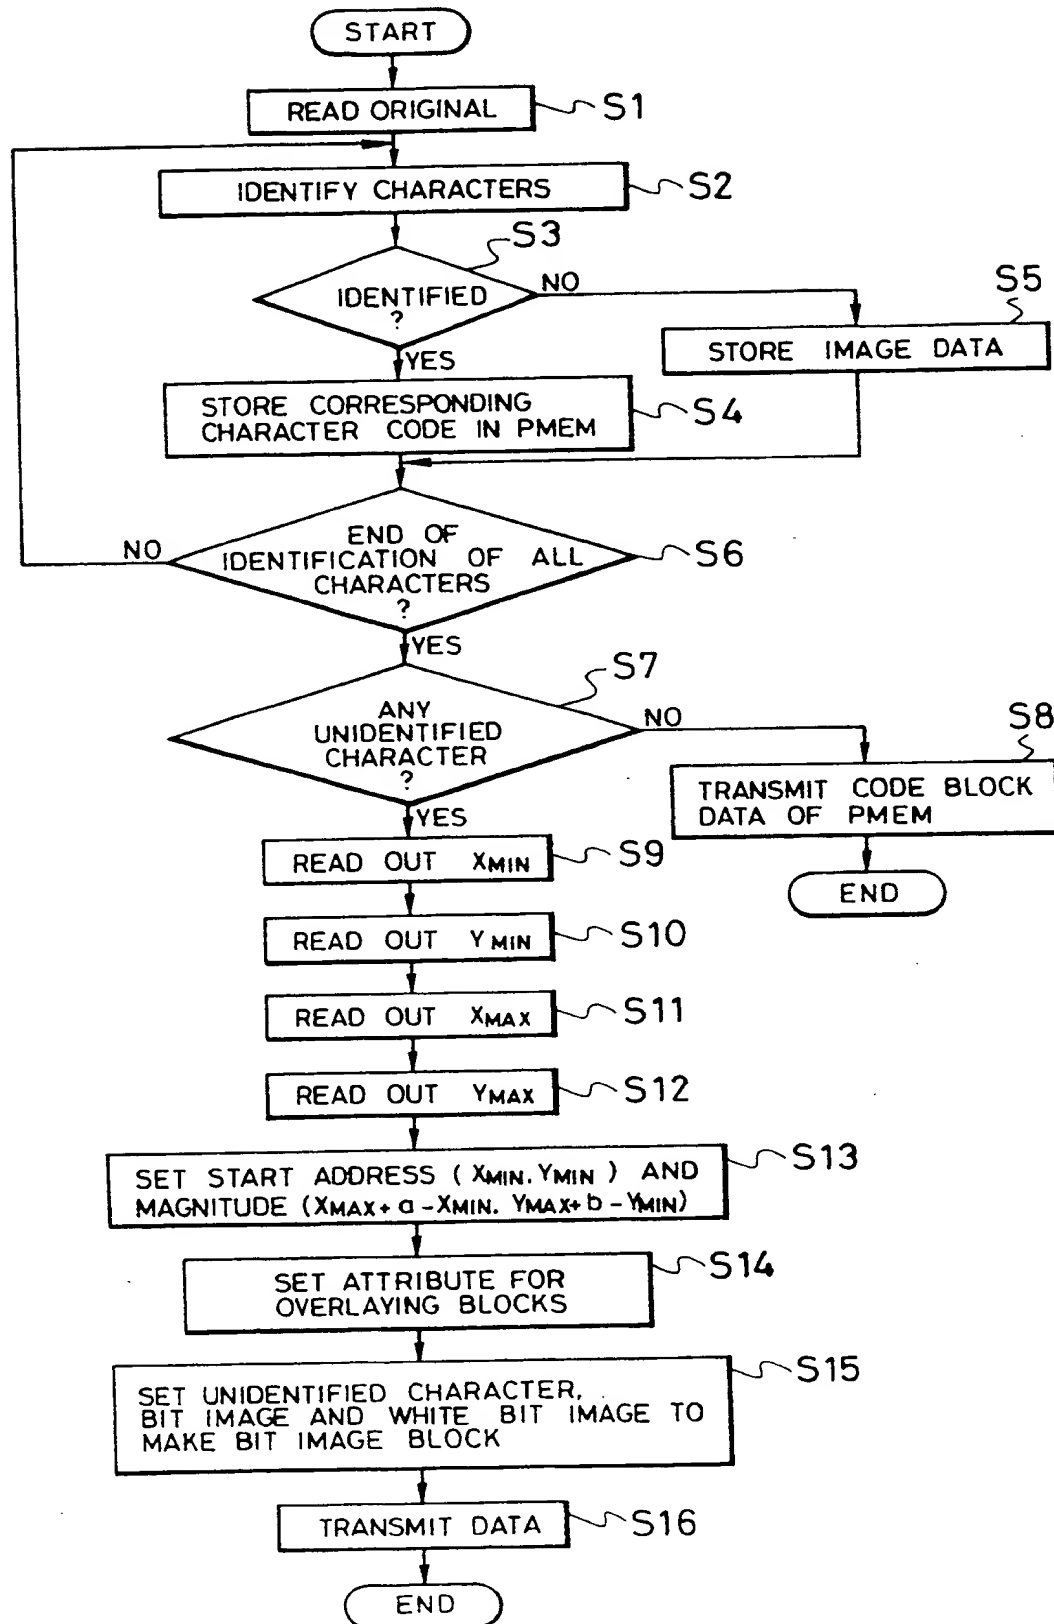 START
READ ORIGINAL
S1
IDENTIFY CHARACTERS
S2
S3
IDENTIFIED
?
NO
YES
S5
STORE IMAGE DATA
STORE CORRESPONDING
CHARACTER CODE IN PMEM
S4
END OF
IDENTIFICATION OF ALL
CHARACTERS
?
NO
S6
YES
S7
ANY
UNIDENTIFIED
CHARACTER
?
NO
YES
S8
TRANSMIT CODE BLOCK
DATA OF PMEM
END
READ OUT XMIN
S9
READ OUT YMIN
S10
READ OUT XMAX
S11
READ OUT YMAX
S12
SET START ADDRESS (XMIN. YMIN) AND
MAGNITUDE (XMAX+a-XMIN. YMAX+b-YMIN)
S13
SET ATTRIBUTE FOR
OVERLAYING BLOCKS
S14
SET UNIDENTIFIED CHARACTER,
BIT IMAGE AND WHITE BIT IMAGE TO
MAKE BIT IMAGE BLOCK
S15
TRANSMIT DATA
S16
END